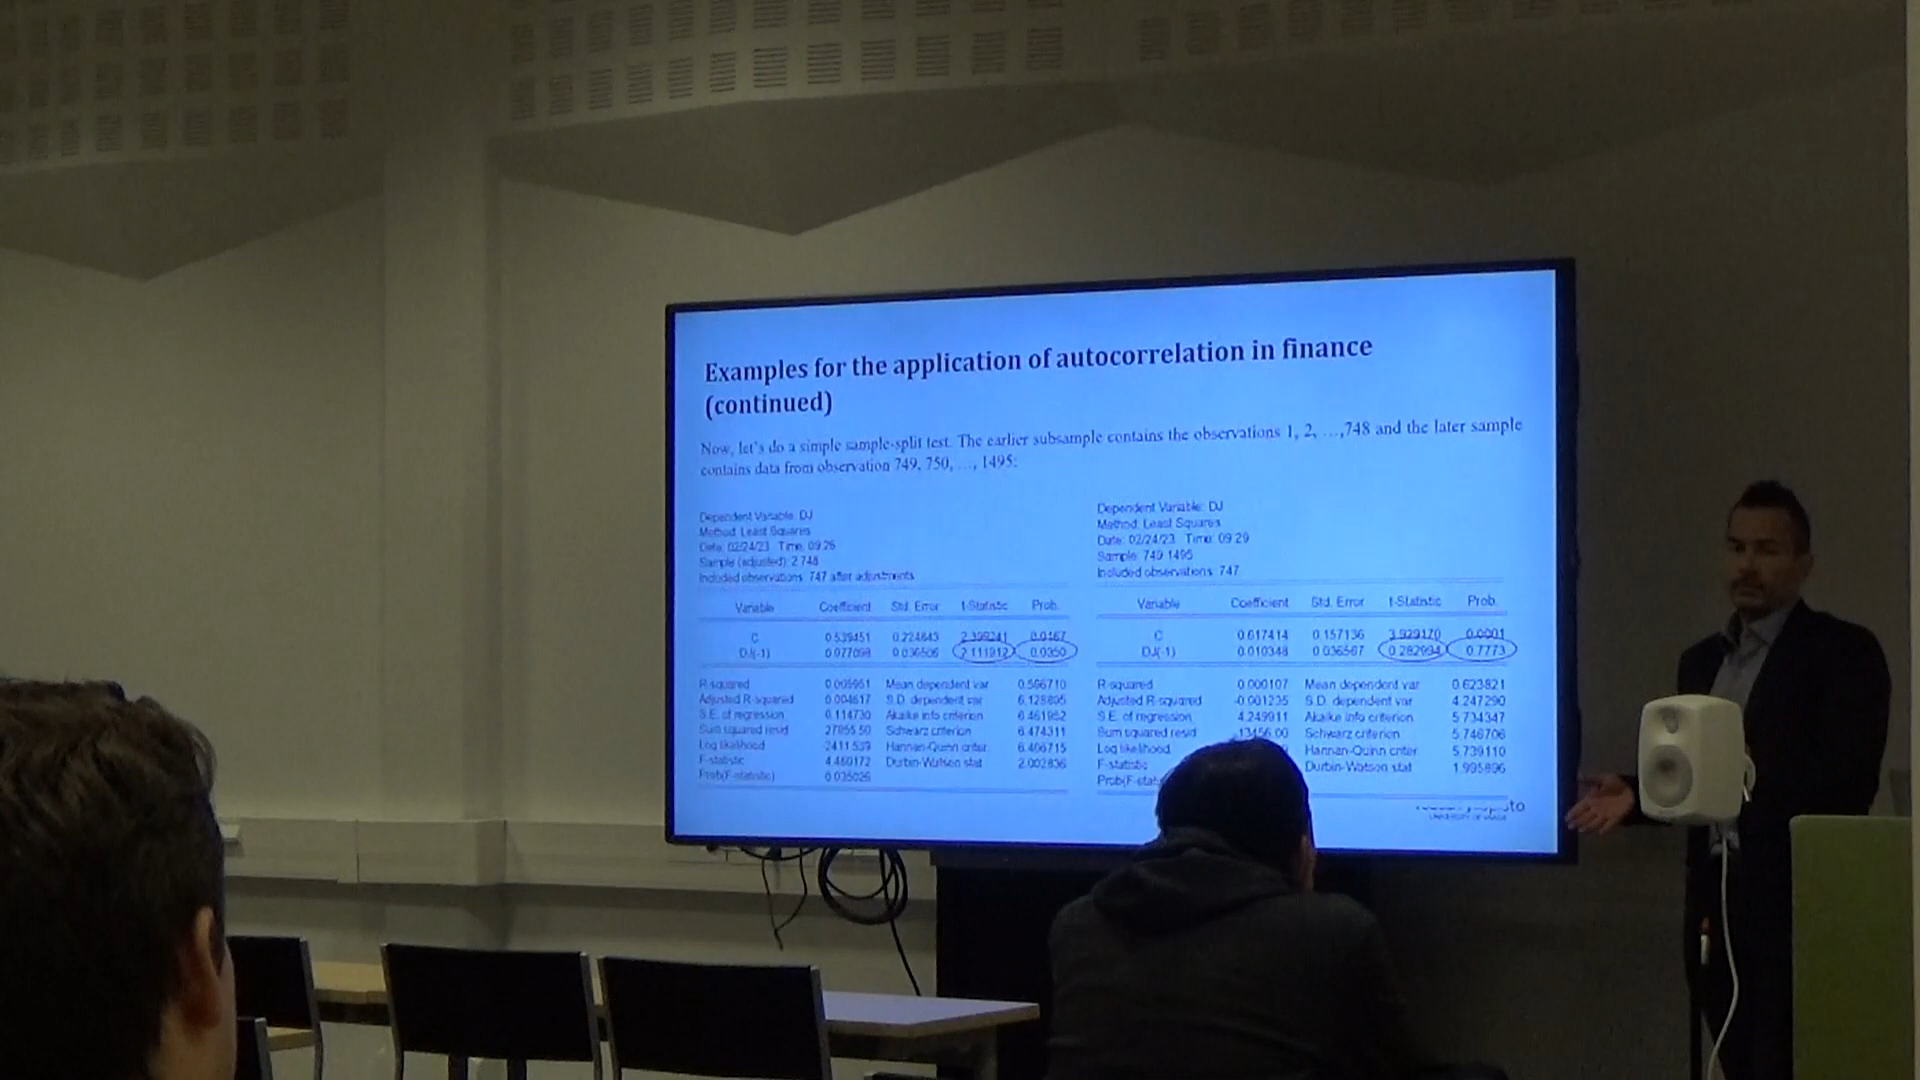 Examples for the application of autocorrelation in finance
(continued)
Now, let's do a simple sample-split test. The earlier subsample contains the observations 1, 2, …,748 and the later sample
contains data from observation 749, 750, …, 1495:
Dependent Variable: DJ
Method: Least Squares
Date: 02/24/23 Time: 09:26
Sample (adjusted): 2 748
Included observations: 747 after adjustments
Variable Coefficient Std. Error t-Statistic Prob.
C 0.539451 0.224843 0.0167
DJ(-1) 0.077098 0.036506 2.111912 0.0350
R-squared 0.005951 Mean dependent var 0.566710
Adjusted R-squared 0.004617 S.D. dependent var 6.128805
S.E. of regression 6.114730 Akaike info criterion 6.461952
Sum squared resid 27855.50 Schwarz criterion 6.474311
Log likelihood -2411.539 Hannan-Quinn criter. 6.466715
F-statistic 4.460172 Durbin-Watson stat 2.002836
Prob(F-statistic) 0.035026
Dependent Variable: DJ
Method: Least Squares
Date: 02/24/23 Time: 09:29
Sample: 749 1495
Included observations: 747
Variable Coefficient Std. Error t-Statistic Prob.
C 0.617414 0.157136 3.929170 0.0001
DJ(-1) 0.010348 0.036567 0.282994 0.7773
R-squared 0.000107 Mean dependent var 0.623821
Adjusted R-squared -0.001235 S.D. dependent var 4.247290
S.E. of regression 4.249911 Akaike info criterion 5.734347
Sum squared resid 13456.00 Schwarz criterion 5.746706
Log likelihood Hannan-Quinn criter. 5.739110
F-statistic Durbin-Watson stat 1.995896
Prob(F-stat
UNIVERSITY OF VAASA